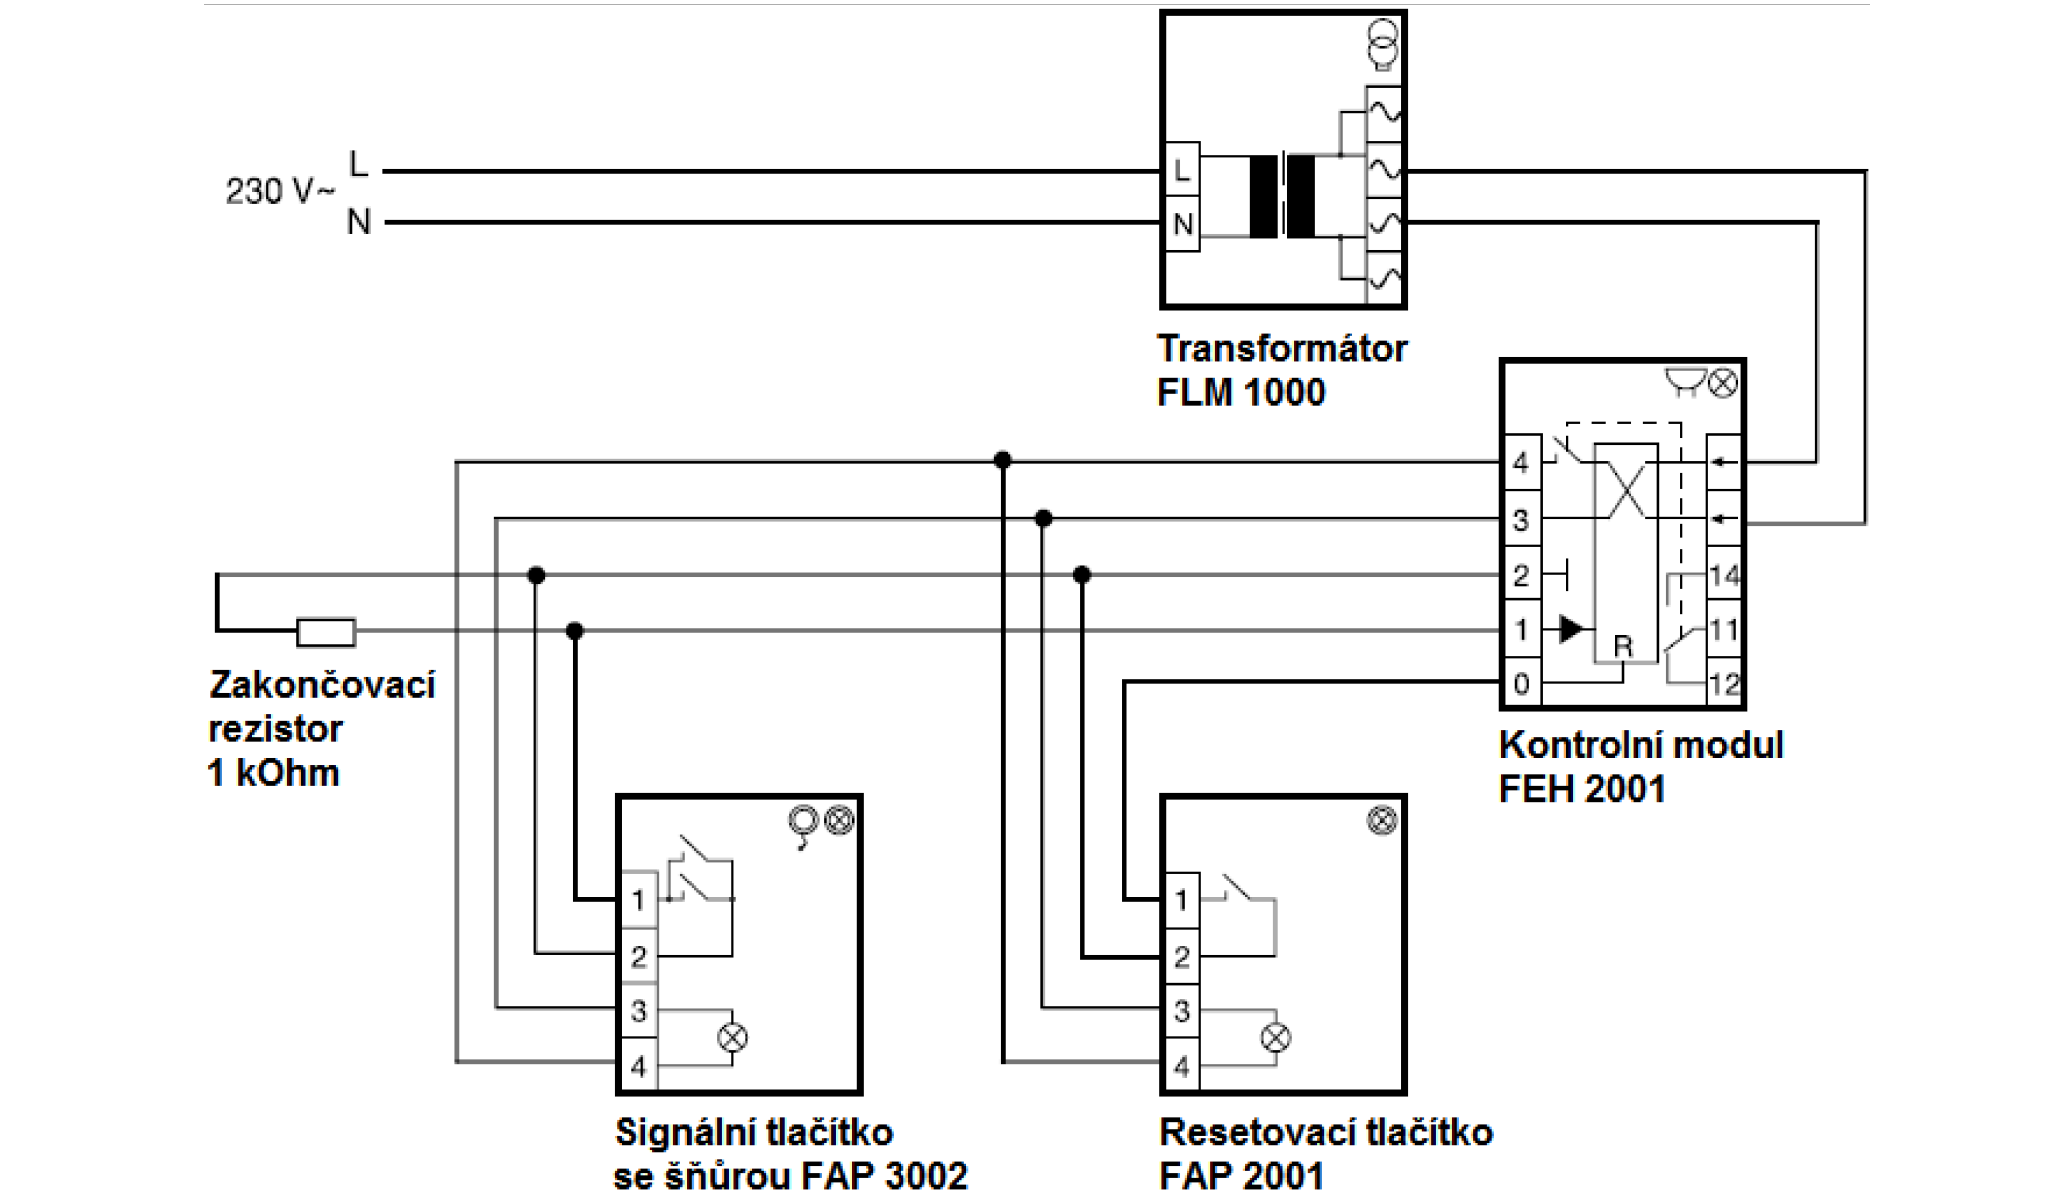 L
230 V~
N
L
N
Transformátor
FLM 1000
4
3
2
1
0
R
14
11
12
Zakončovací
rezistor
1 kOhm
Kontrolní modul
FEH 2001
1
2
3
4
1
2
3
4
Signální tlačítko
se šňůrou FAP 3002
Resetovací tlačítko
FAP 2001